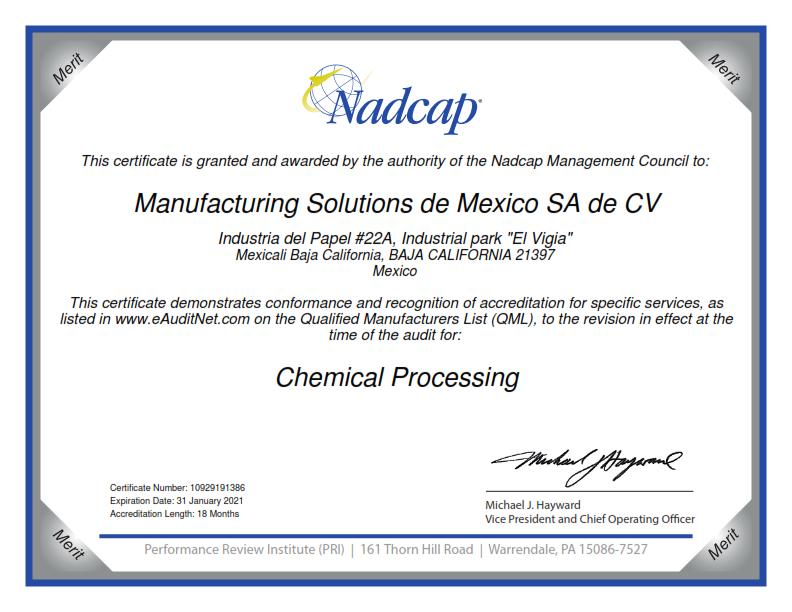 Merit
Merit
Nadcap
This certificate is granted and awarded by the authority of the Nadcap Management Council to:
Manufacturing Solutions de Mexico SA de CV
Industria del Papel #22A, Industrial park "El Vigia"
Mexicali Baja California, BAJA CALIFORNIA 21397
Mexico
This certificate demonstrates conformance and recognition of accreditation for specific services, as
listed in www.eAuditNet.com on the Qualified Manufacturers List (QML), to the revision in effect at the
time of the audit for:
Chemical Processing
Michael J Hayward
Certificate Number: 10929191386
Expiration Date: 31 January 2021
Accreditation Length: 18 Months
Michael J. Hayward
Vice President and Chief Operating Officer
Merit
Merit
Performance Review Institute (PRI) | 161 Thorn Hill Road | Warrendale, PA 15086-7527